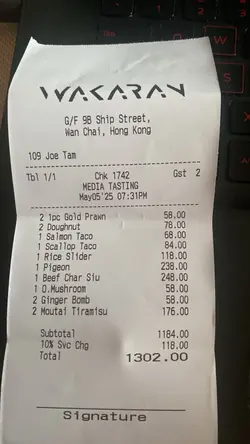 WAKARAN
G/F 9B Ship Street,
Wan Chai, Hong Kong
109 Joe Tam
Tbl 1/1 Chk 1742 Gst 2
MEDIA TASTING
May05'25 07:31PM
2 1pc Gold Prawn 58.00
2 Doughnut 78.00
1 Salmon Taco 68.00
1 Scallop Taco 84.00
1 Rice Slider 118.00
1 Pigeon 238.00
1 Beef Char Siu 248.00
1 O.Mushroom 58.00
2 Ginger Bomb 58.00
2 Moutai Tiramisu 176.00
Subtotal 1184.00
10% Svc Chg 118.00
Total 1302.00
Signature